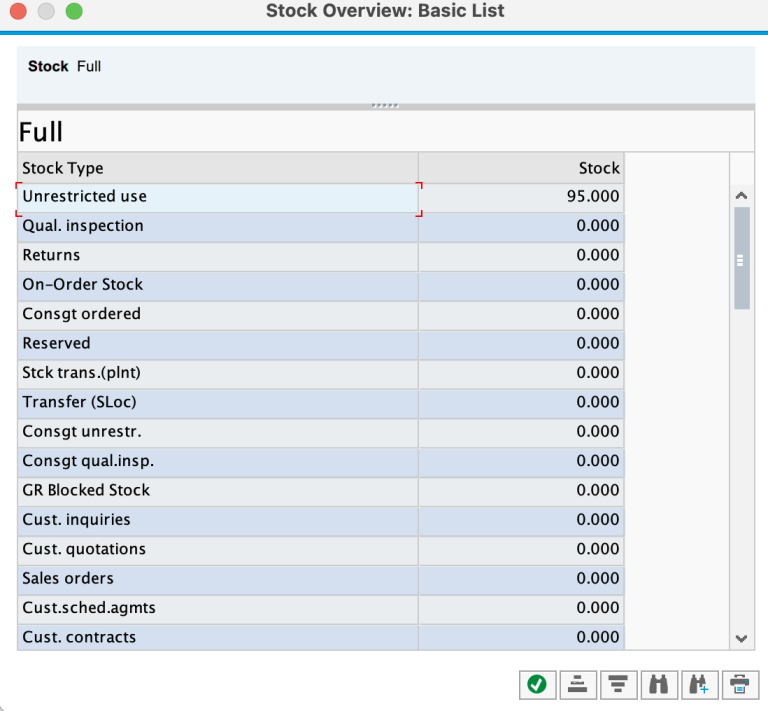 Stock Overview: Basic List
Stock Full
Full
Stock Type Stock
Unrestricted use 95.000
Qual. inspection 0.000
Returns 0.000
On-Order Stock 0.000
Consgt ordered 0.000
Reserved 0.000
Stck trans.(plnt) 0.000
Transfer (SLoc) 0.000
Consgt unrestr. 0.000
Consgt qual.insp. 0.000
GR Blocked Stock 0.000
Cust. inquiries 0.000
Cust. quotations 0.000
Sales orders 0.000
Cust.sched.agmts 0.000
Cust. contracts 0.000